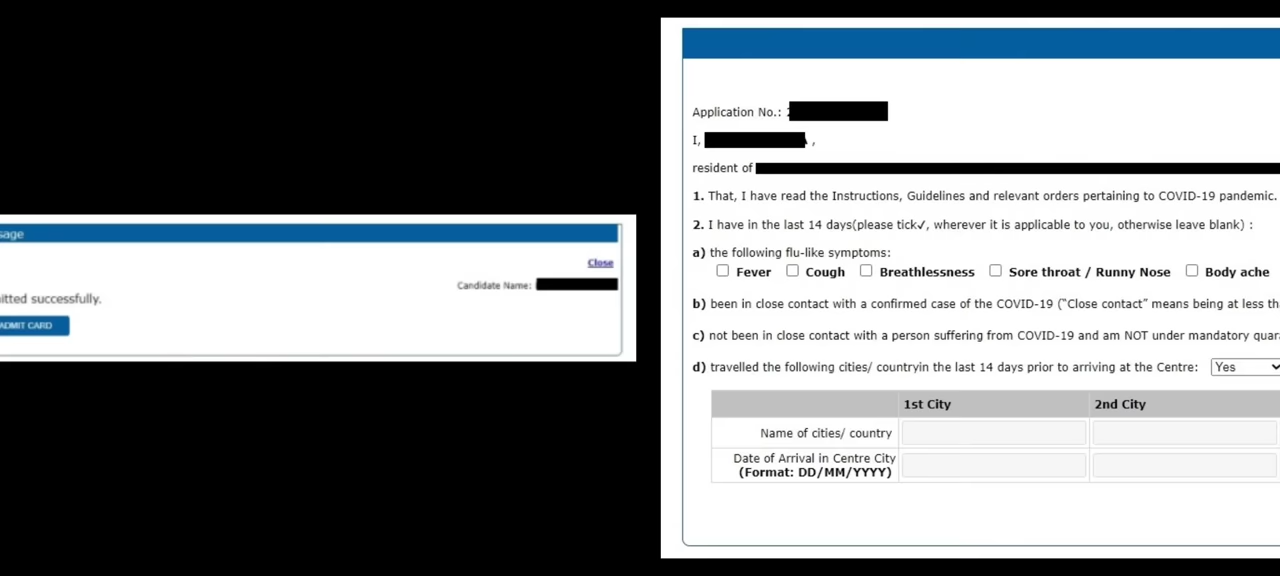 sage
Close
Candidate Name:
itted successfully.
ADMIT CARD
Application No.:
I, ,
resident of
1. That, I have read the Instructions, Guidelines and relevant orders pertaining to COVID-19 pandemic.
2. I have in the last 14 days(please tick✓, wherever it is applicable to you, otherwise leave blank) :
a) the following flu-like symptoms:
Fever Cough Breathlessness Sore throat / Runny Nose Body ache
b) been in close contact with a confirmed case of the COVID-19 ("Close contact" means being at less tha
c) not been in close contact with a person suffering from COVID-19 and am NOT under mandatory quara
d) travelled the following cities/ countryin the last 14 days prior to arriving at the Centre: Yes
1st City 2nd City
Name of cities/ country
Date of Arrival in Centre City
(Format: DD/MM/YYYY)